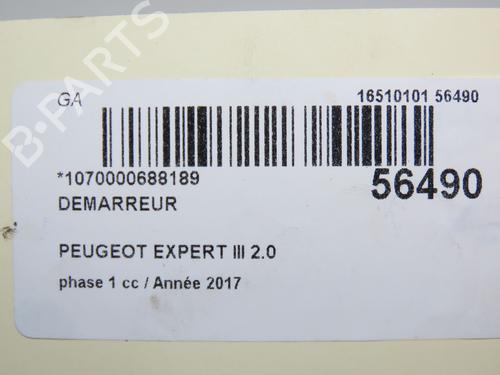 B-PARTS
GA
16510101 56490
*1070000688189
56490
DEMARREUR
PEUGEOT EXPERT III 2.0
phase 1 cc / Année 2017